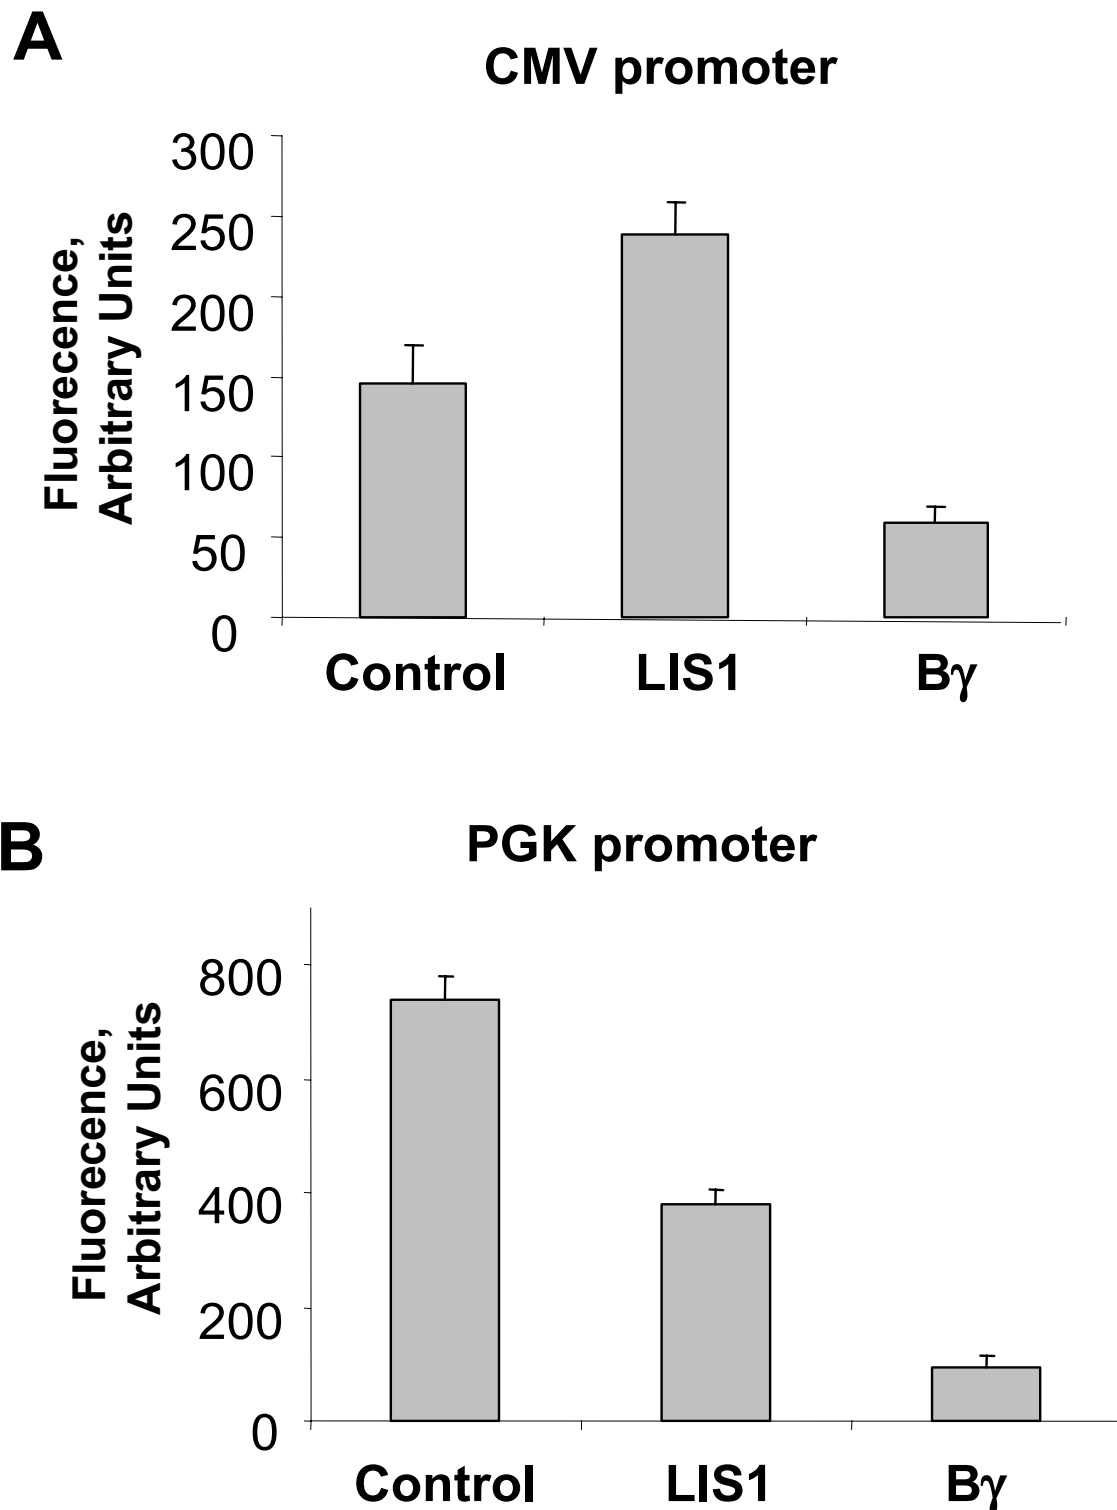 A
CMV promoter
Fluorecence,
Arbitrary Units
300
250
200
150
100
50
0
Control LIS1 Bγ
B
PGK promoter
Fluorecence,
Arbitrary Units
800
600
400
200
0
Control LIS1 Bγ